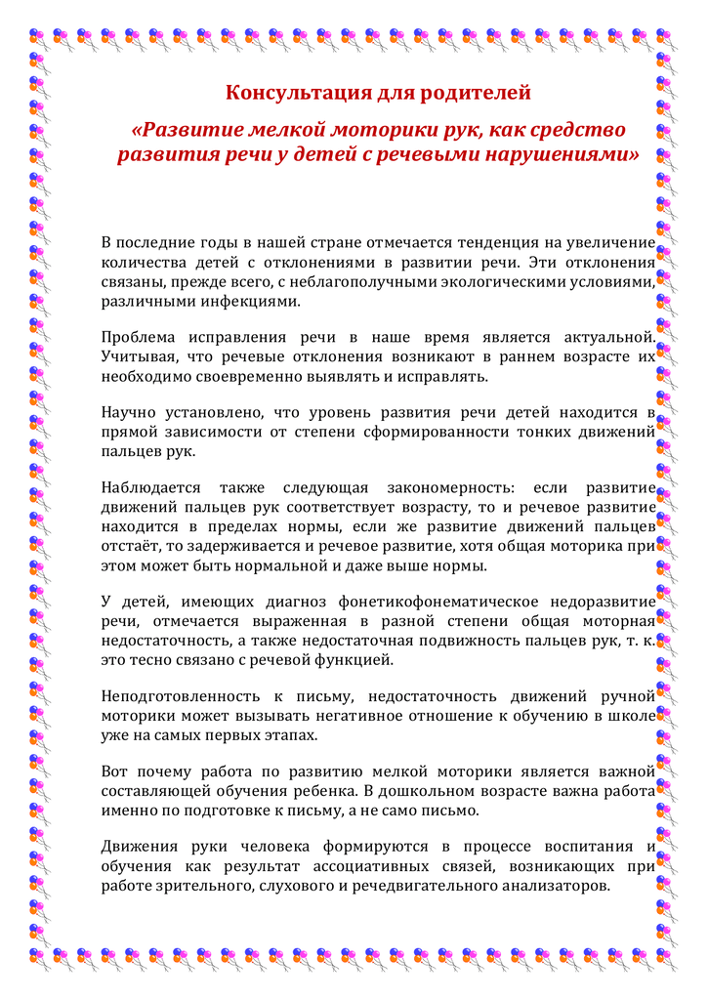 Консультация для родителей
«Развитие мелкой моторики рук, как средство
развития речи у детей с речевыми нарушениями»
В последние годы в нашей стране отмечается тенденция на увеличение
количества детей с отклонениями в развитии речи. Эти отклонения
связаны, прежде всего, с неблагополучными экологическими условиями,
различными инфекциями.
Проблема исправления речи в наше время является актуальной.
Учитывая, что речевые отклонения возникают в раннем возрасте их
необходимо своевременно выявлять и исправлять.
Научно установлено, что уровень развития речи детей находится в
прямой зависимости от степени сформированности тонких движений
пальцев рук.
Наблюдается также следующая закономерность: если развитие
движений пальцев рук соответствует возрасту, то и речевое развитие
находится в пределах нормы, если же развитие движений пальцев
отстаёт, то задерживается и речевое развитие, хотя общая моторика при
этом может быть нормальной и даже выше нормы.
У детей, имеющих диагноз фонетикофонематическое недоразвитие
речи, отмечается выраженная в разной степени общая моторная
недостаточность, а также недостаточная подвижность пальцев рук, т. к.
это тесно связано с речевой функцией.
Неподготовленность к письму, недостаточность движений ручной
моторики может вызывать негативное отношение к обучению в школе
уже на самых первых этапах.
Вот почему работа по развитию мелкой моторики является важной
составляющей обучения ребенка. В дошкольном возрасте важна работа
именно по подготовке к письму, а не само письмо.
Движения руки человека формируются в процессе воспитания и
обучения как результат ассоциативных связей, возникающих при
работе зрительного, слухового и речедвигательного анализаторов.